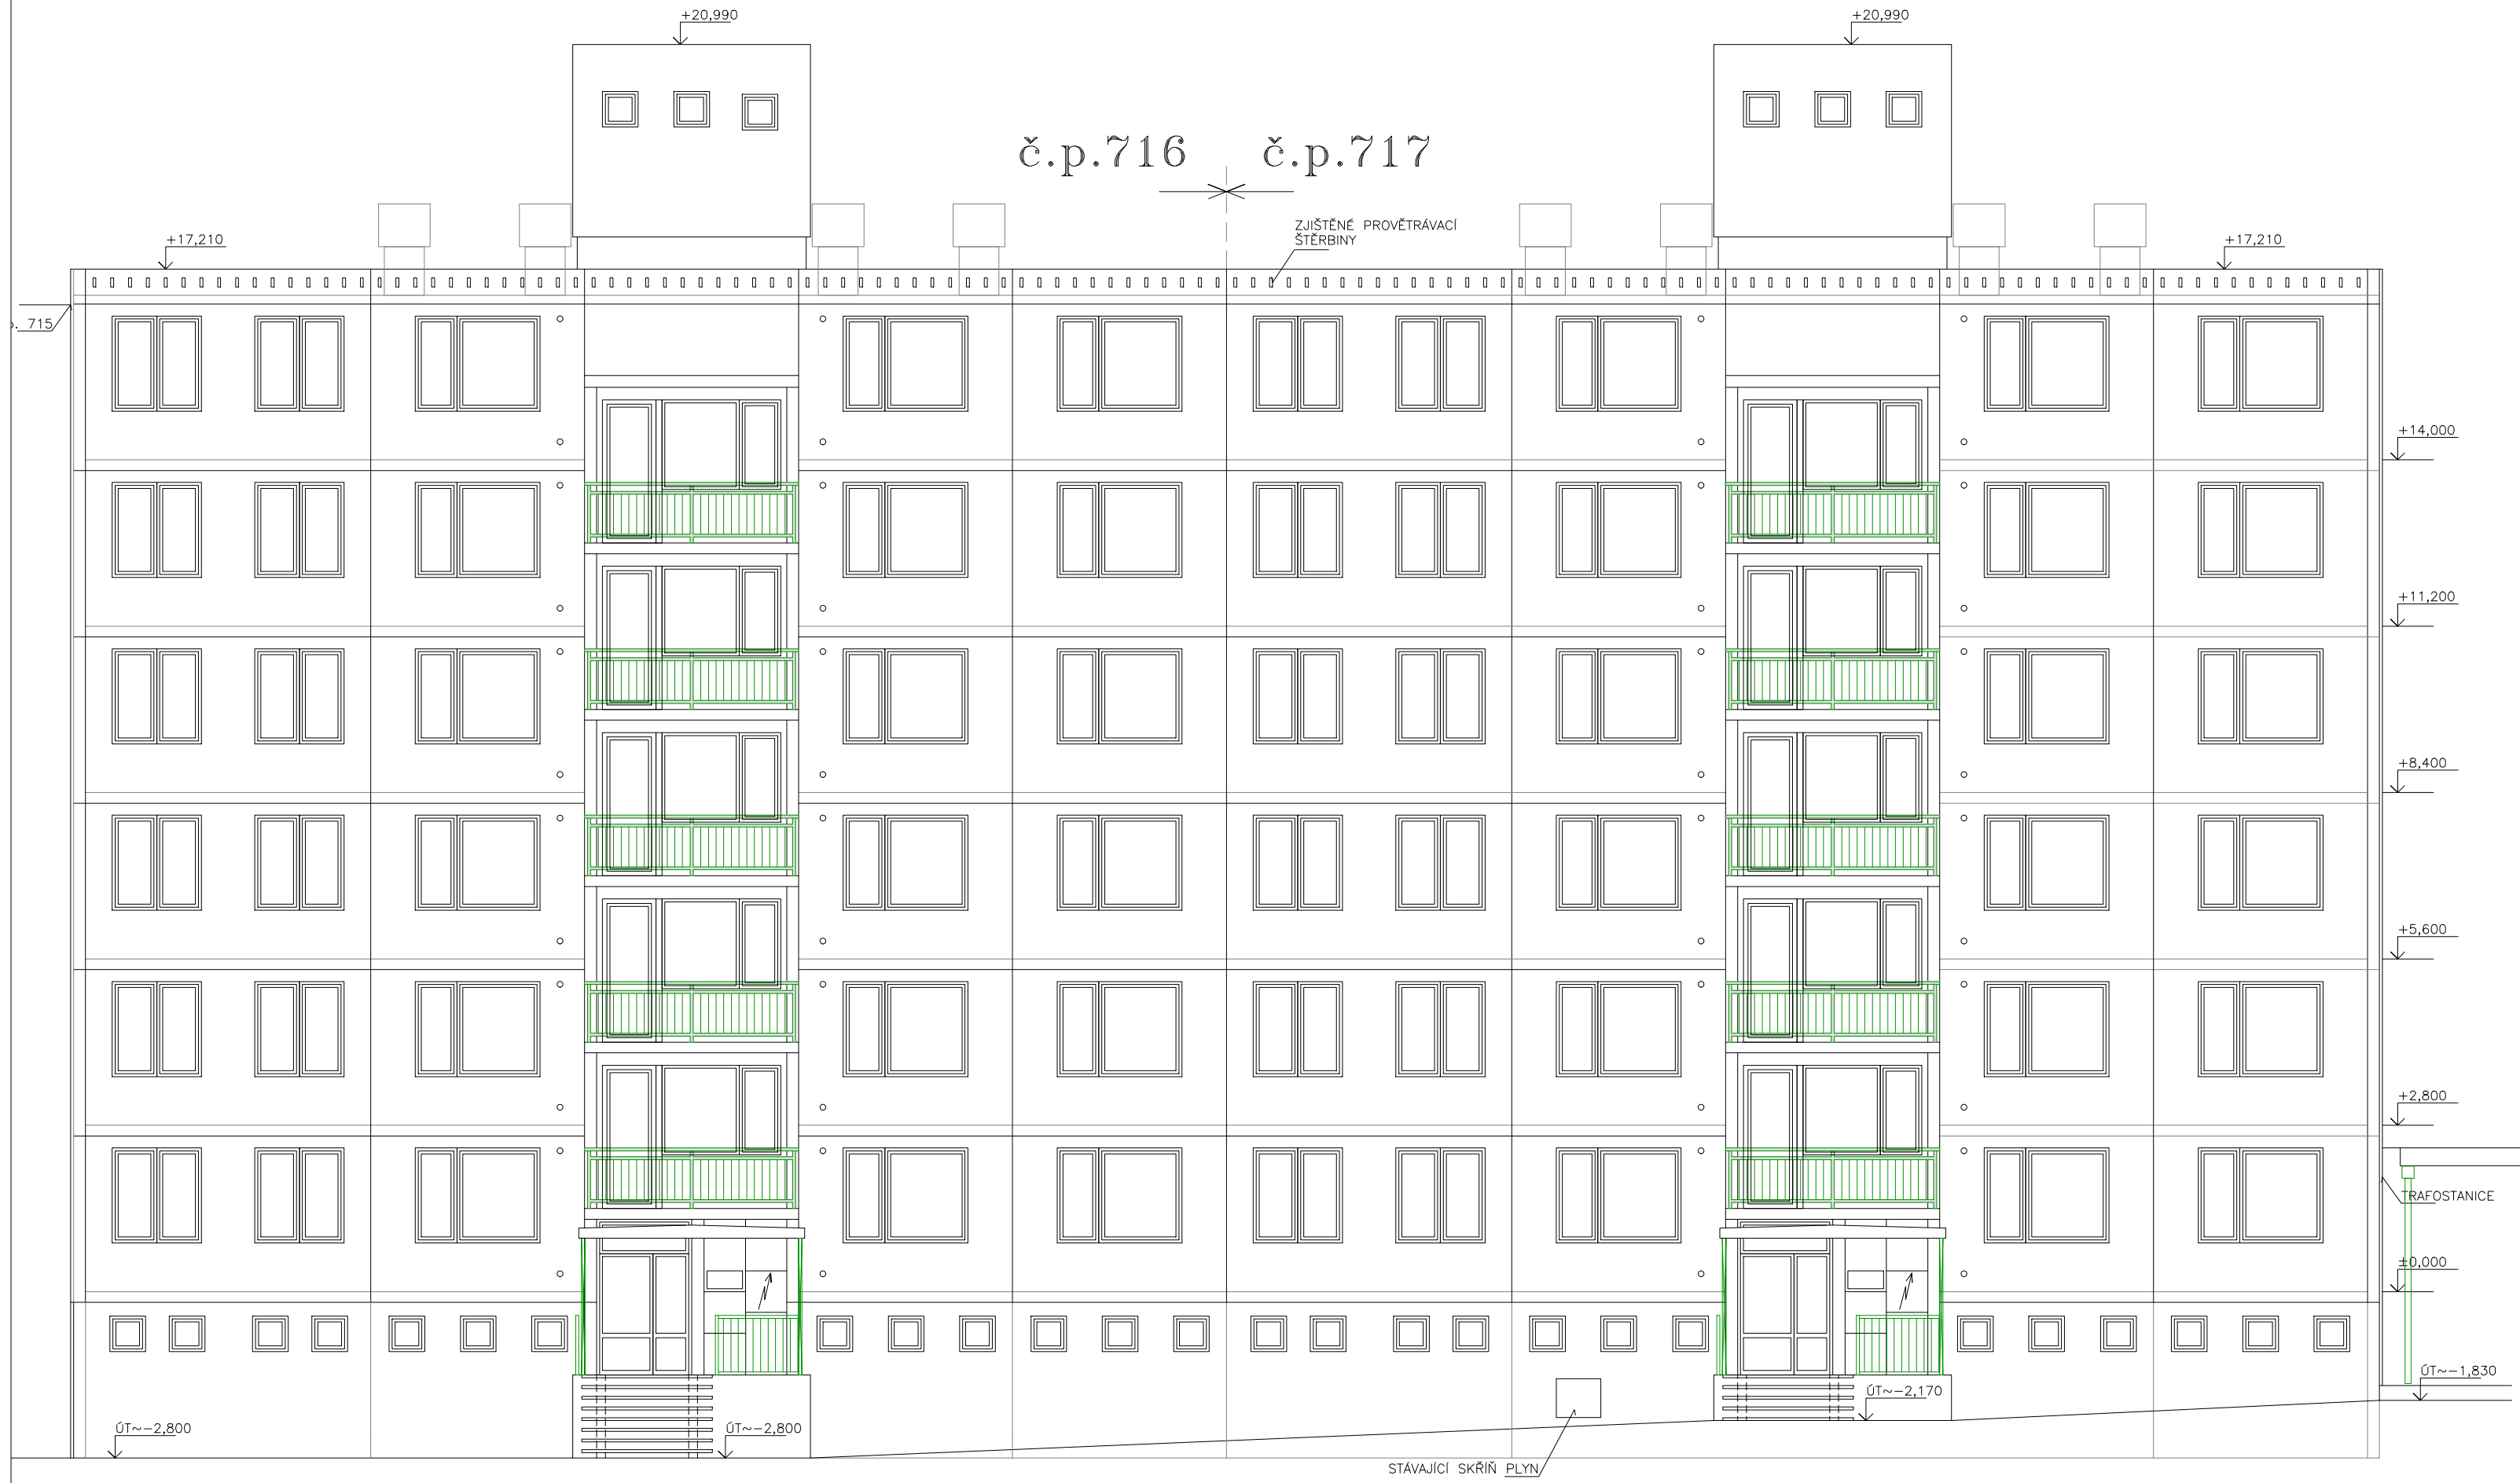 +20,990
+20,990
č.p.716 č.p.717
ZJIŠTĚNÉ PROVĚTRÁVACÍ
ŠTĚRBINY
+17,210
+17,210
715
+14,000
+11,200
+8,400
+5,600
+2,800
TRAFOSTANICE
±0,000
ÚT~−1,830
ÚT~−2,170
ÚT~−2,800
ÚT~−2,800
STÁVAJÍCÍ SKŘÍŇ PLYN